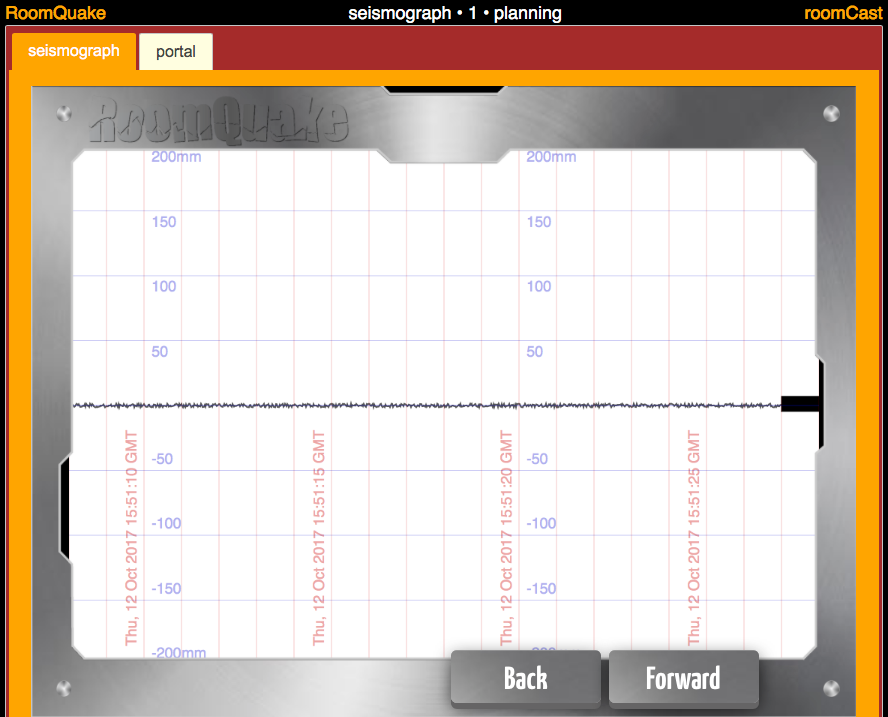 RoomQuake seismograph • 1 • planning roomCast
seismograph portal
RoomQuake
200mm 200mm
150 150
100 100
50 50
-50 -50
-100 -100
-150 -150
-200mm -200
Thu, 12 Oct 2017 15:51:10 GMT
Thu, 12 Oct 2017 15:51:15 GMT
Thu, 12 Oct 2017 15:51:20 GMT
Thu, 12 Oct 2017 15:51:25 GMT
Back Forward